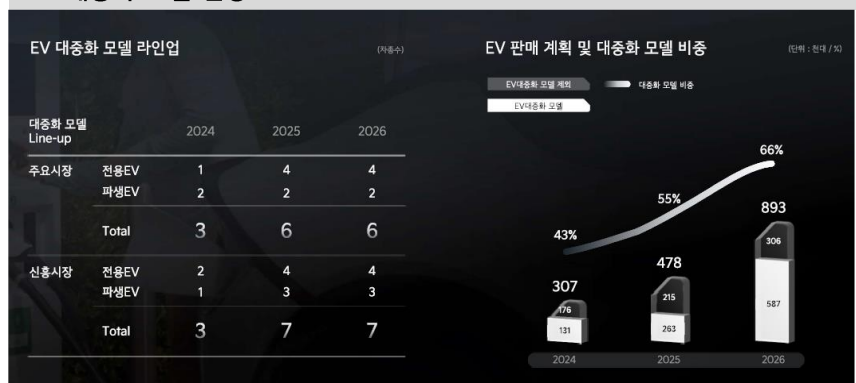 EV 대중화 모델 라인업
(차종수)
대중화 모델
Line-up
2024 2025 2026
주요시장 전용EV 1 4 4
파생EV 2 2 2
Total 3 6 6
신흥시장 전용EV 2 4 4
파생EV 1 3 3
Total 3 7 7
EV 판매 계획 및 대중화 모델 비중
(단위 : 천대 / %)
EV대중화 모델 제외
대중화 모델 비중
EV대중화 모델
43% 55% 66%
307 478 893
176 215 306
131 263 587
2024 2025 2026